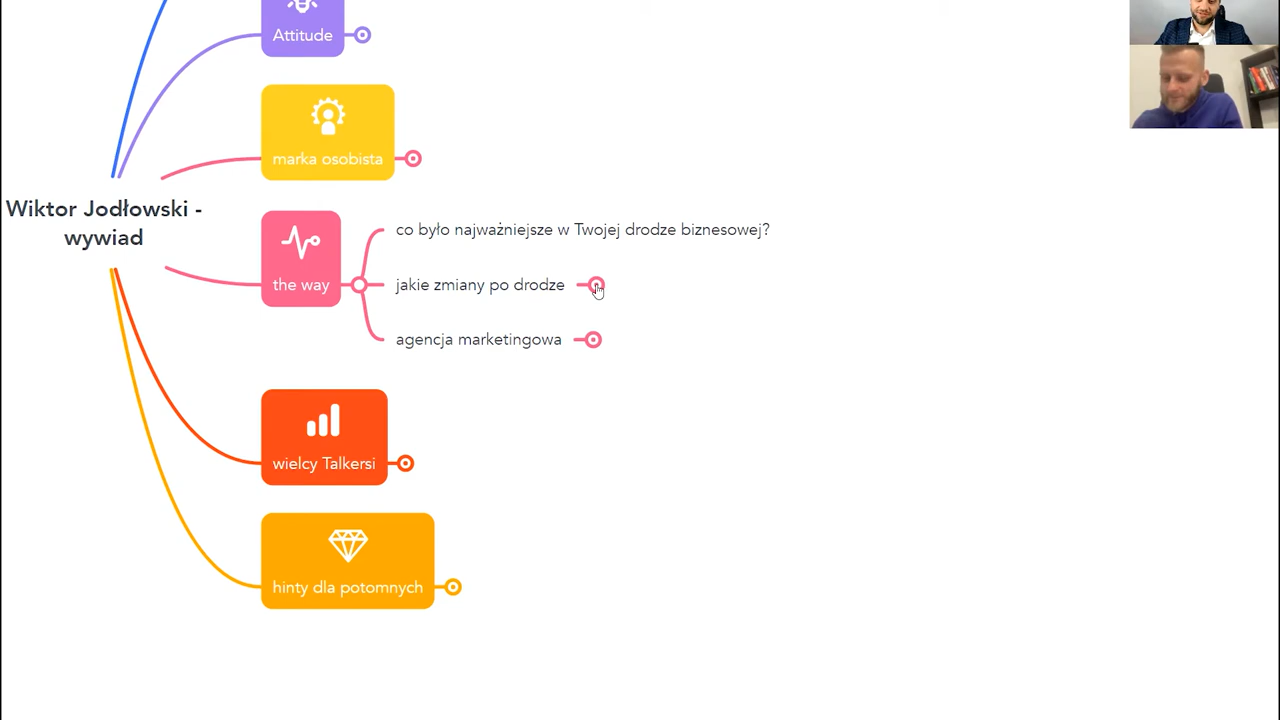 Attitude
marka osobista
Wiktor Jodłowski -
wywiad
co było najważniejsze w Twojej drodze biznesowej?
the way
jakie zmiany po drodze
agencja marketingowa
wielcy Talkersi
hinty dla potomnych